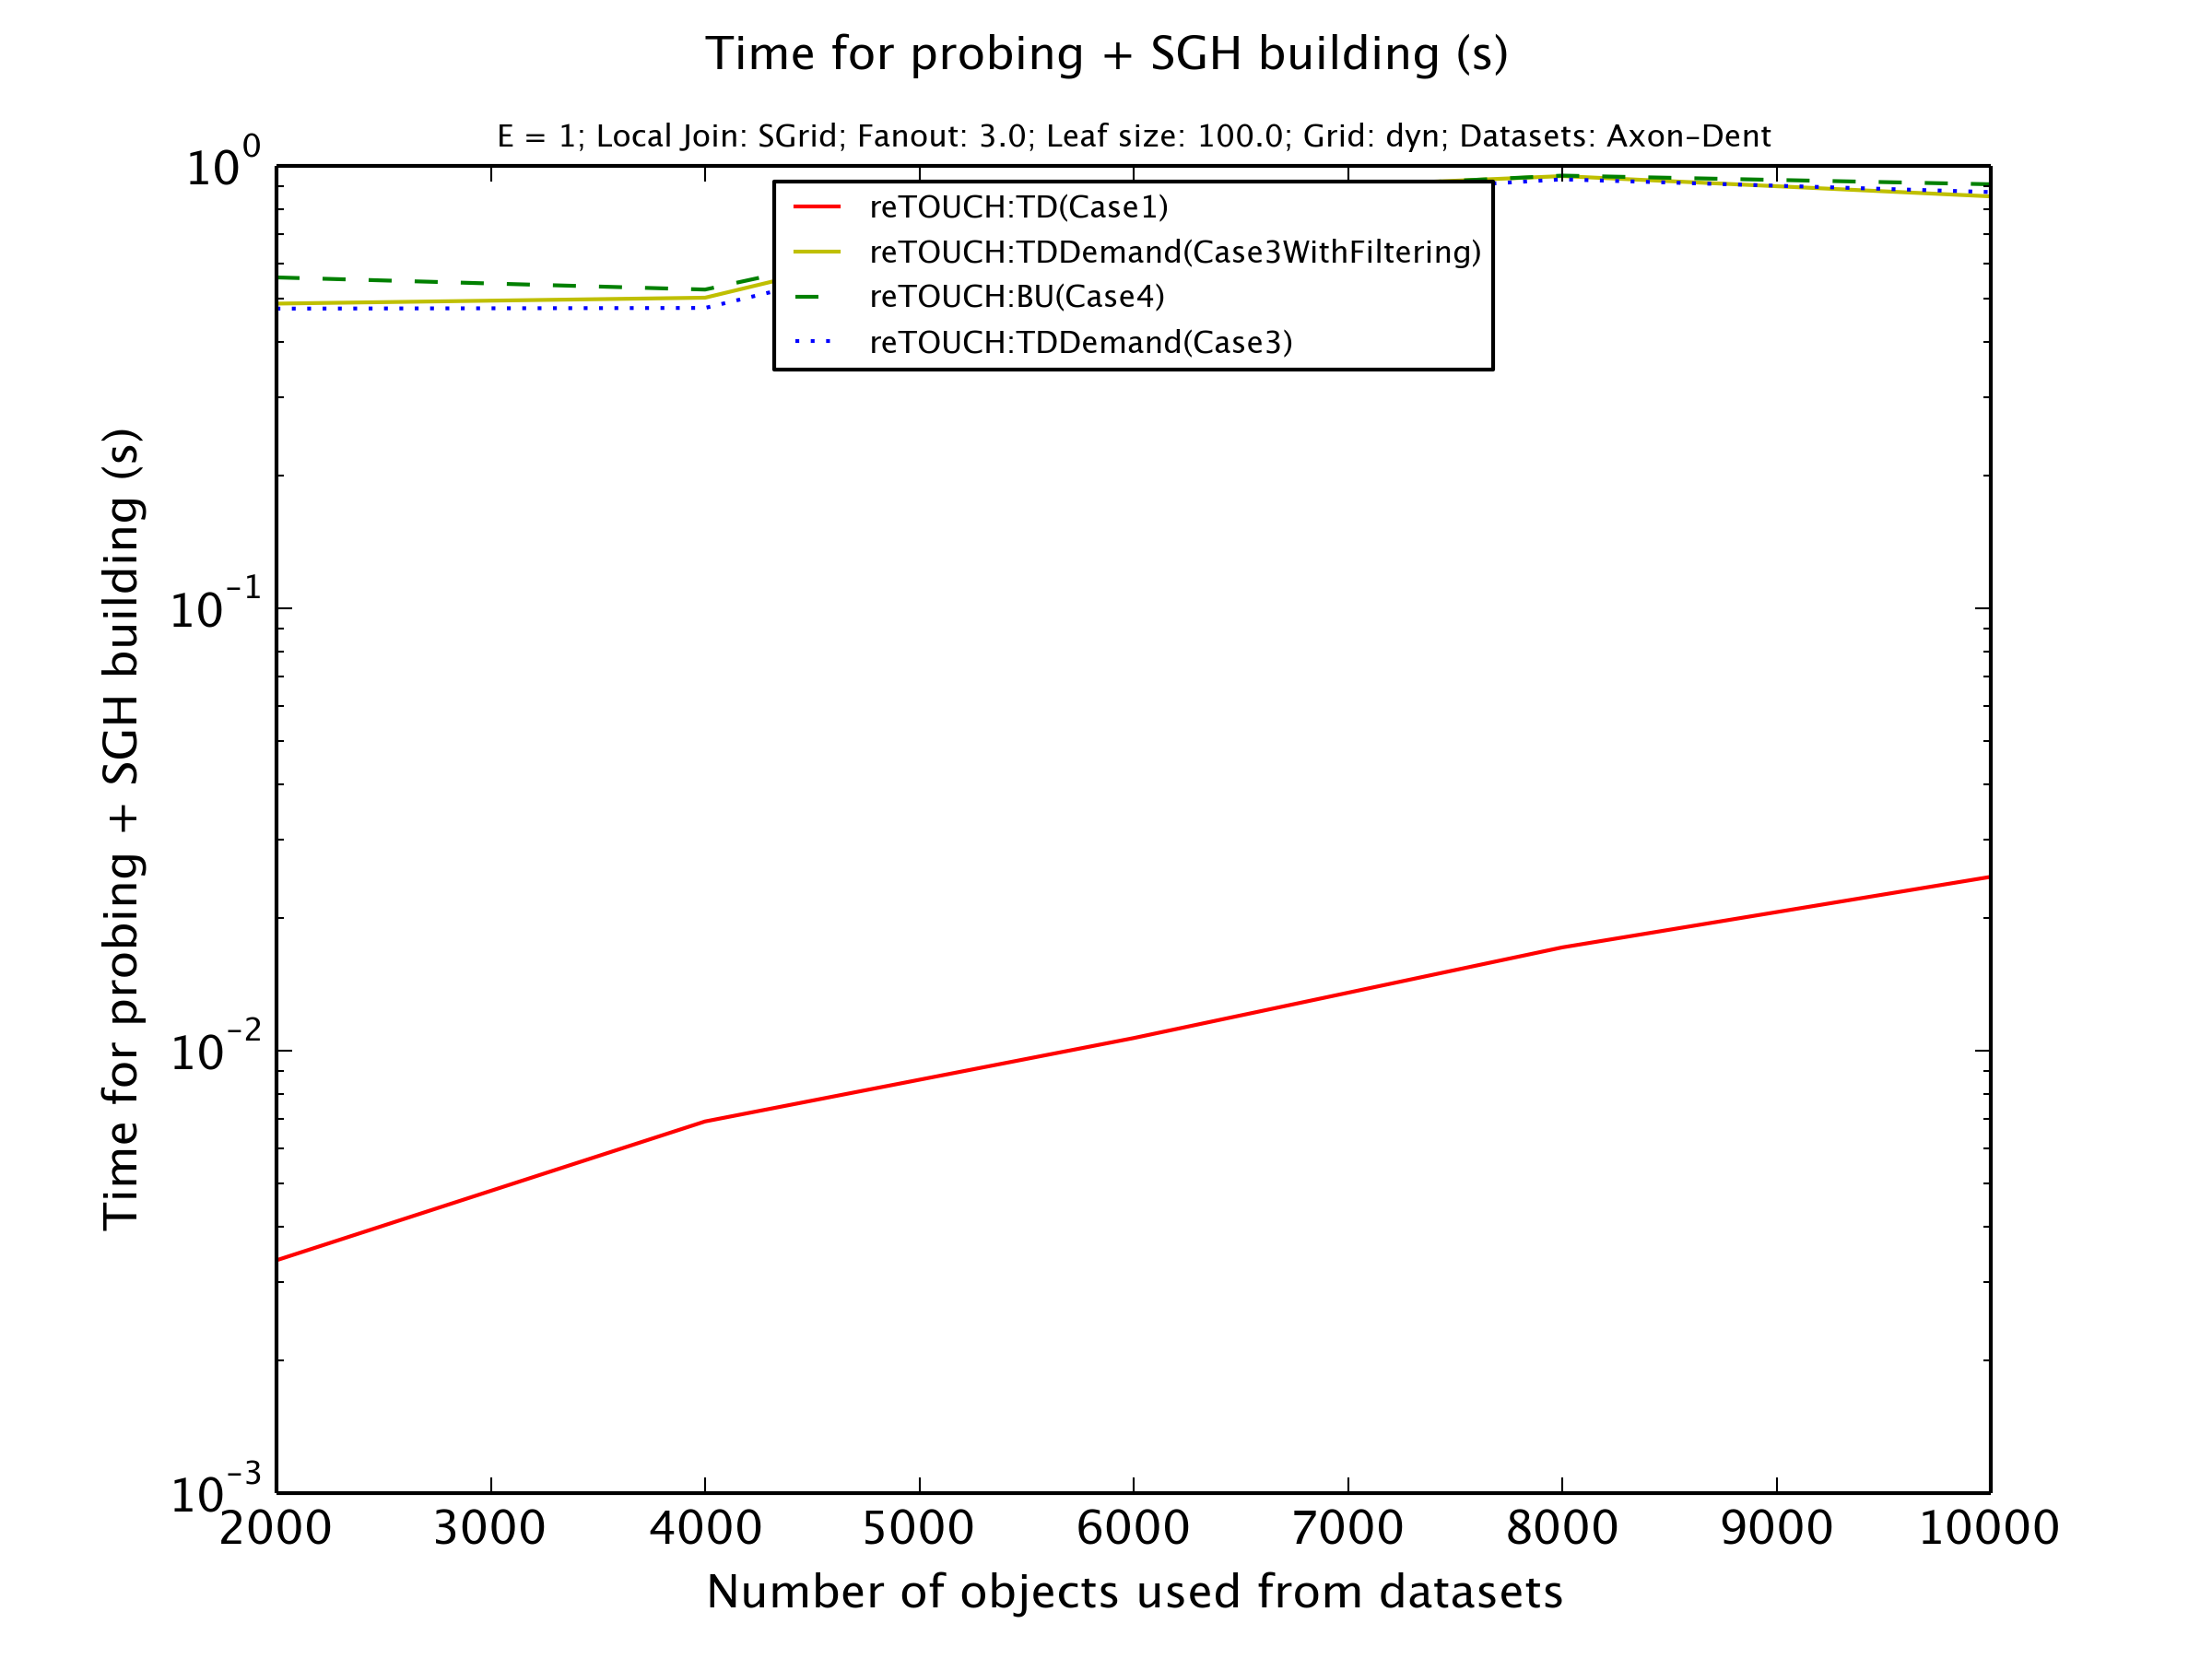 Time for probing + SGH building (s)
E = 1; Local Join: SGrid; Fanout: 3.0; Leaf size: 100.0; Grid: dyn; Datasets: Axon-Dent
reTOUCH:TD(Case1)
reTOUCH:TDDemand(Case3WithFiltering)
reTOUCH:BU(Case4)
reTOUCH:TDDemand(Case3)
Time for probing + SGH building (s)
10^0
10^-1
10^-2
10^-3
2000 3000 4000 5000 6000 7000 8000 9000 10000
Number of objects used from datasets